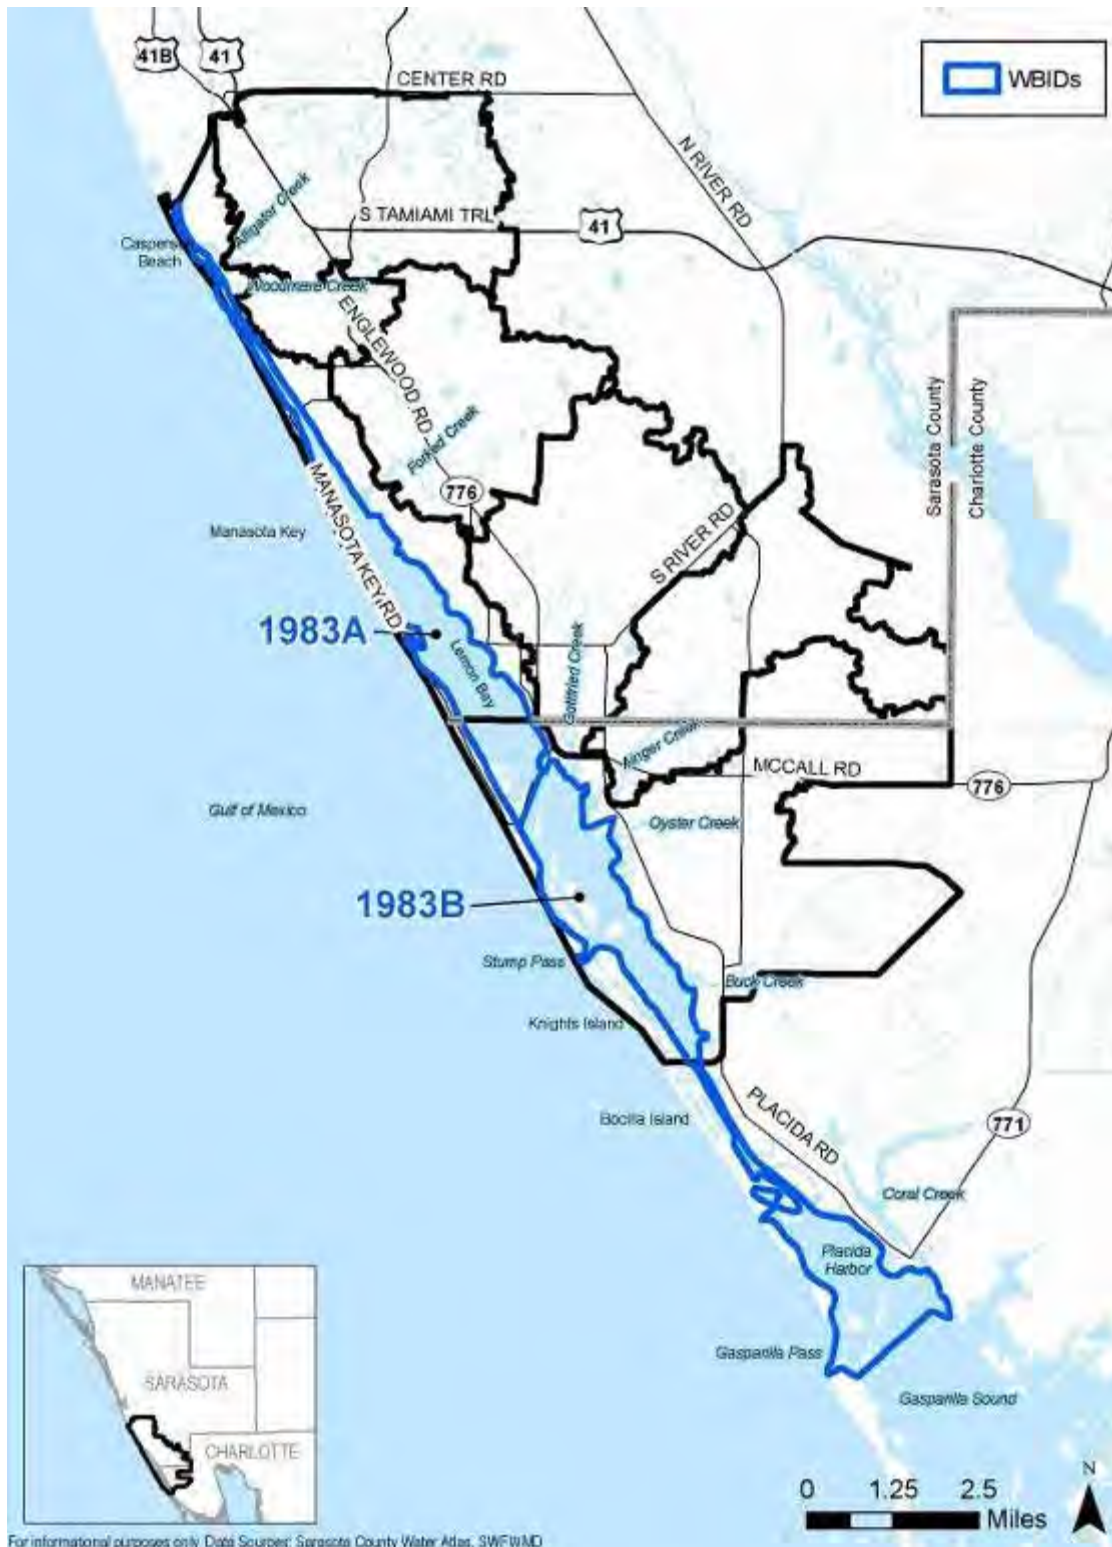 41B
41
CENTER RD
WBIDs
N RIVER RD
Alligator Creek
S TAMIAMI TRL
41
Caspersen
Beach
Woodmere Creek
ENGLEWOOD RD
Sarasota County
Charlotte County
Forked Creek
776
MANASOTA KEY RD
S RIVER RD
Manasota Key
1983A
Lemon Bay
Gottfried Creek
Ainger Creek
MCCALL RD
776
Gulf of Mexico
Oyster Creek
1983B
Stump Pass
Buck Creek
Knights Island
PLACIDA RD
Bocilla Island
771
Coral Creek
Placida
Harbor
MANATEE
Gasparilla Pass
SARASOTA
Gasparilla Sound
CHARLOTTE
N
0 1.25 2.5
Miles
For informational purposes only. Data Sources: Sarasota County Water Atlas, SWFWMD